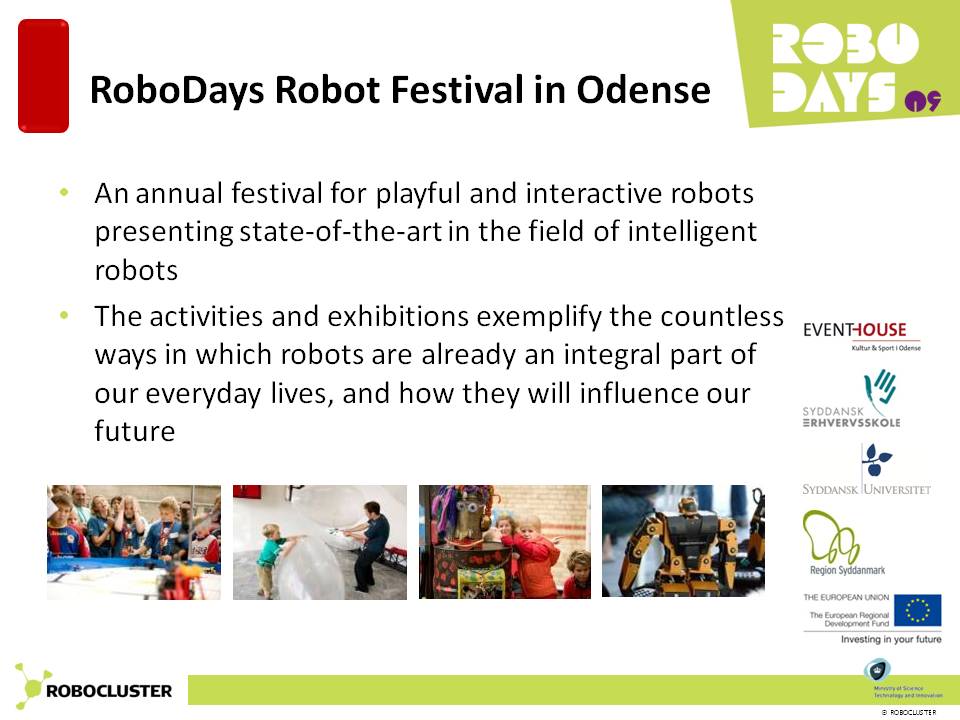 ROBO
DAYS 09
RoboDays Robot Festival in Odense
• An annual festival for playful and interactive robots
presenting state-of-the-art in the field of intelligent
robots
• The activities and exhibitions exemplify the countless
ways in which robots are already an integral part of
our everyday lives, and how they will influence our
future
EVENTHOUSE
Kultur & Sport i Odense
SYDDANSK
ERHVERVSSKOLE
SYDDANSK UNIVERSITET
Region Syddanmark
THE EUROPEAN UNION
The European Regional
Development Fund
Investing in your future
ROBOCLUSTER
Ministry of Science
Technology and Innovation
© ROBOCLUSTER